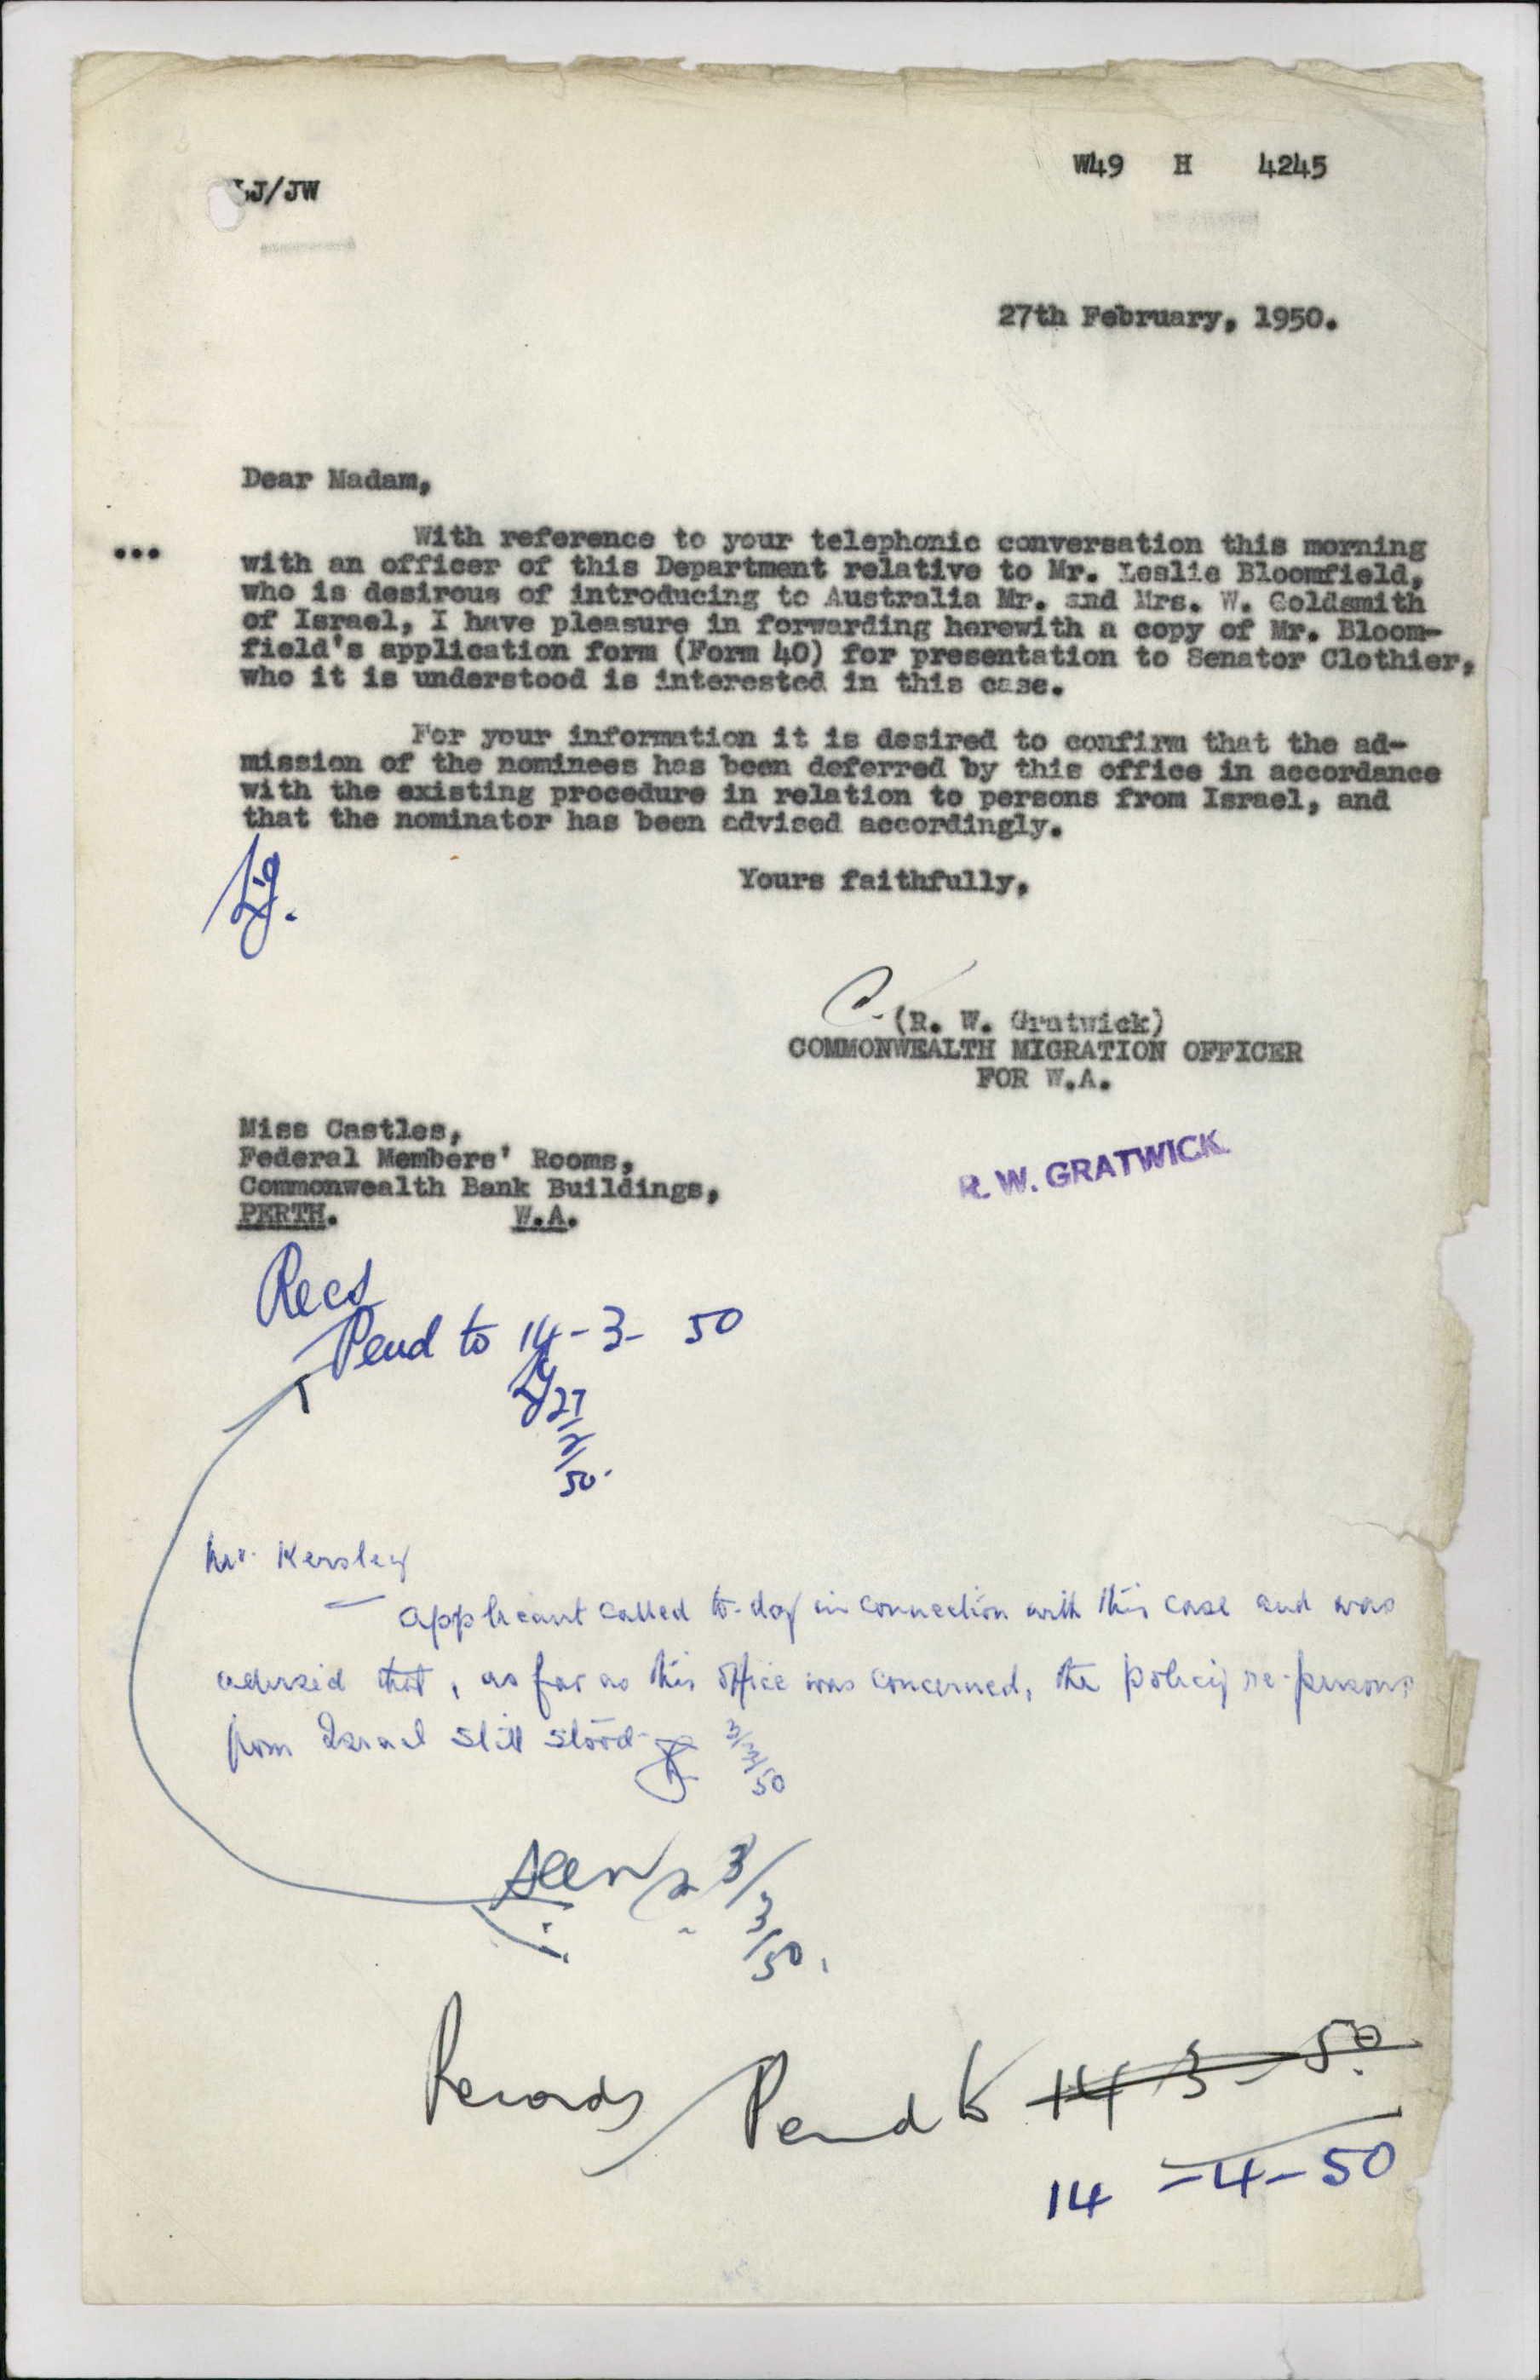 LJ/JW
W49 H 4245
27th February, 1950.
Dear Madam,
... With reference to your telephonic conversation this morning
with an officer of this Department relative to Mr. Leslie Bloomfield,
who is desirous of introducing to Australia Mr. and Mrs. W. Goldsmith
of Israel, I have pleasure in forwarding herewith a copy of Mr. Bloom-
field's application form (Form 40) for presentation to Senator Clothier,
who it is understood is interested in this case.
For your information it is desired to confirm that the ad-
mission of the nominees has been deferred by this office in accordance
with the existing procedure in relation to persons from Israel, and
that the nominator has been advised accordingly.
Yours faithfully,
(R. W. Gratwick)
COMMONWEALTH MIGRATION OFFICER
FOR W.A.
Miss Castles,
Federal Members' Rooms,
Commonwealth Bank Buildings,
PERTH. W.A.
R. W. GRATWICK
Recs
Pend to 14-3-50
27/2/50.
Mr. Kersley
applicant called to-day in connection with this case and was
advised that, as far as this office was concerned, the policy re-persons
from Israel still stood. 3/3/50
Seen 3/3/50.
Records Pend to 14 3-50
14-4-50